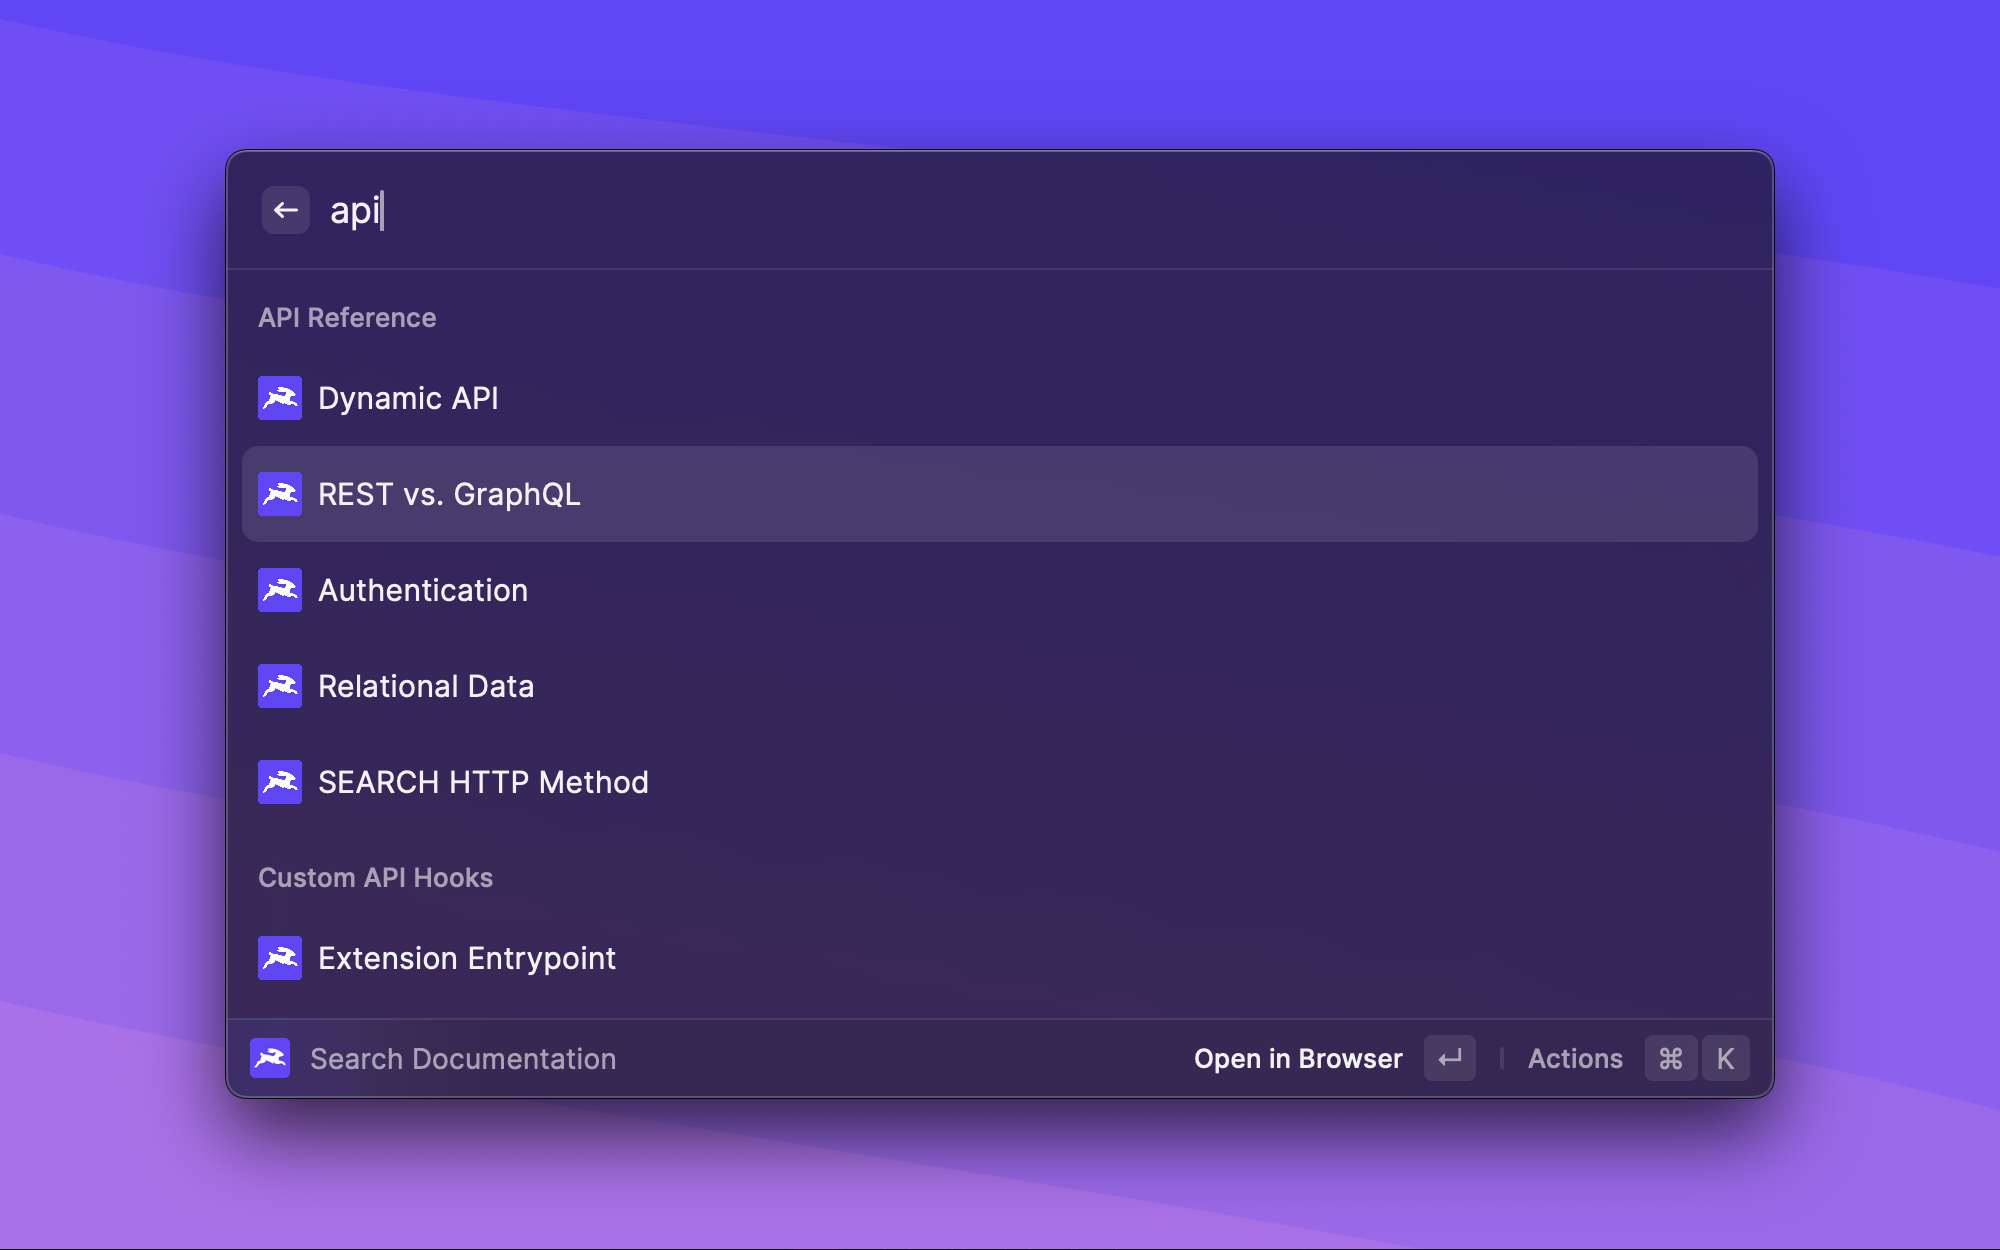 api
API Reference
Dynamic API
REST vs. GraphQL
Authentication
Relational Data
SEARCH HTTP Method
Custom API Hooks
Extension Entrypoint
Search Documentation
Open in Browser ↵ | Actions ⌘ K